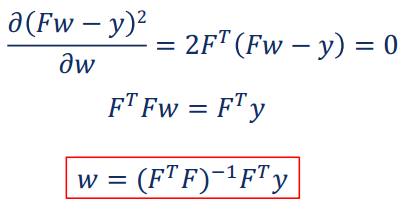 ∂(Fw − y)²/∂w = 2Fᵀ(Fw − y) = 0
FᵀFw = Fᵀy
w = (FᵀF)⁻¹Fᵀy